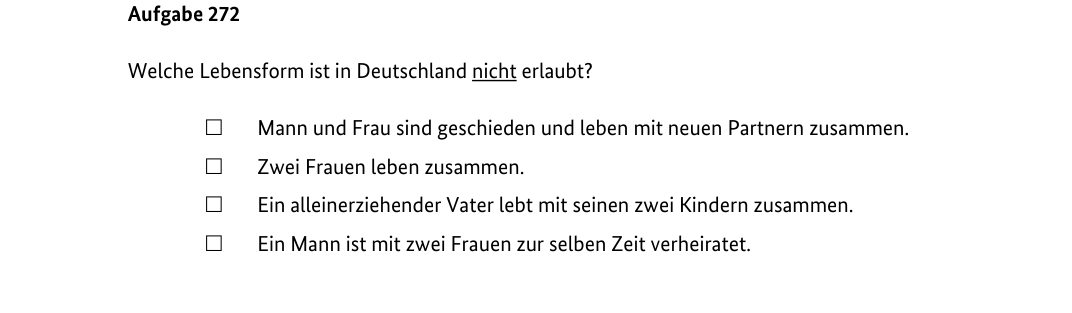 Aufgabe 272
Welche Lebensform ist in Deutschland nicht erlaubt?
☐ Mann und Frau sind geschieden und leben mit neuen Partnern zusammen.
☐ Zwei Frauen leben zusammen.
☐ Ein alleinerziehender Vater lebt mit seinen zwei Kindern zusammen.
☐ Ein Mann ist mit zwei Frauen zur selben Zeit verheiratet.